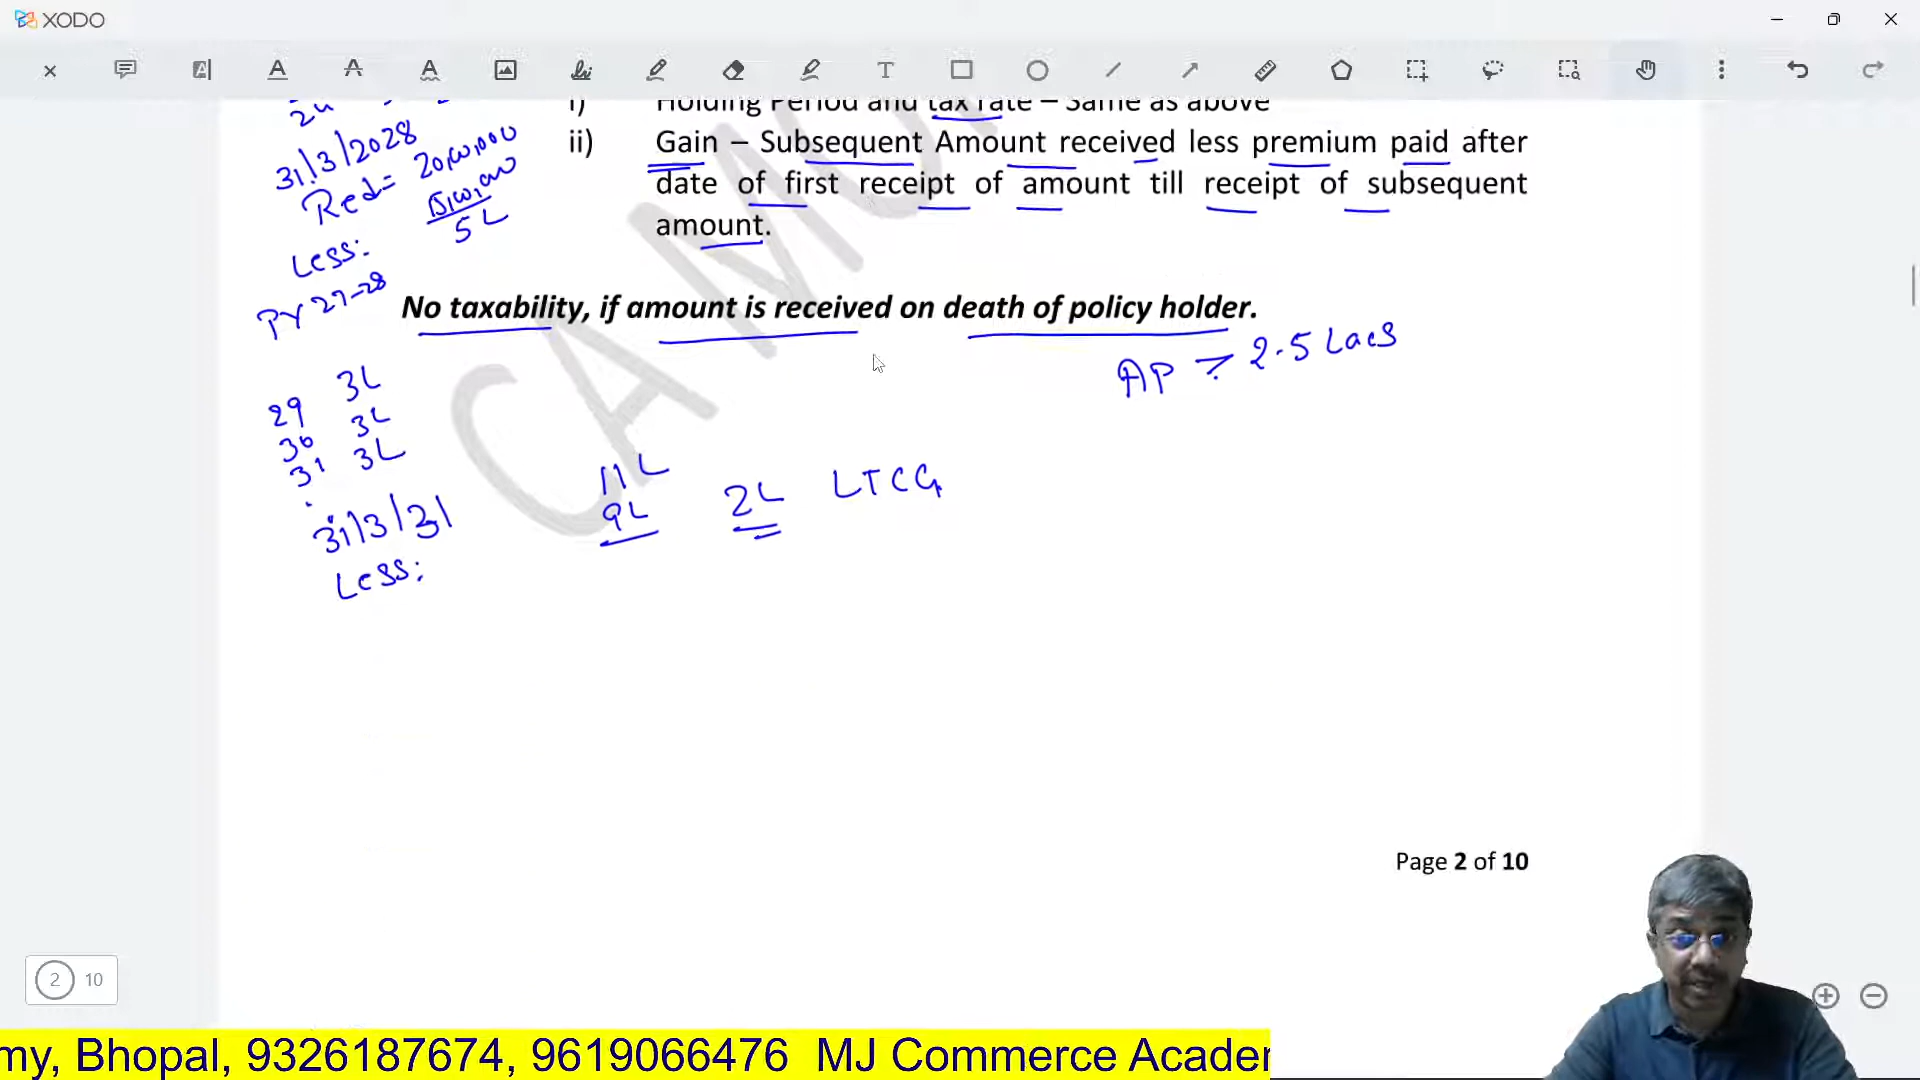 XODO
i) Holding Period and tax rate – Same as above
ii) Gain – Subsequent Amount received less premium paid after
date of first receipt of amount till receipt of subsequent
amount.
24
31/3/2028
Red= 20,00,000
15,00,000
5L
Less:
PY 27-28
No taxability, if amount is received on death of policy holder.
AP > 2.5 Lacs
29 3L
30 3L
31 3L
31/3/31 11L
Less: 9L 2L LTCG
CA MO
Page 2 of 10
2 10
my, Bhopal, 9326187674, 9619066476 MJ Commerce Academ